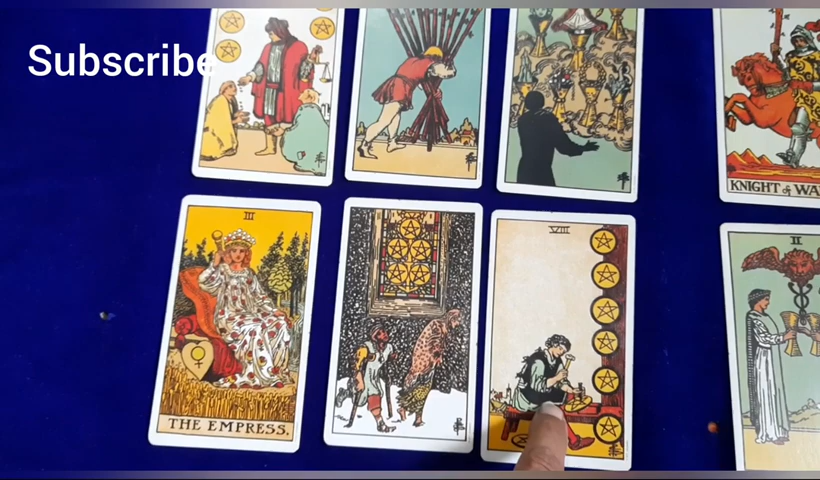 Subscribe
KNIGHT of WA
III
VIII
II
THE EMPRESS.